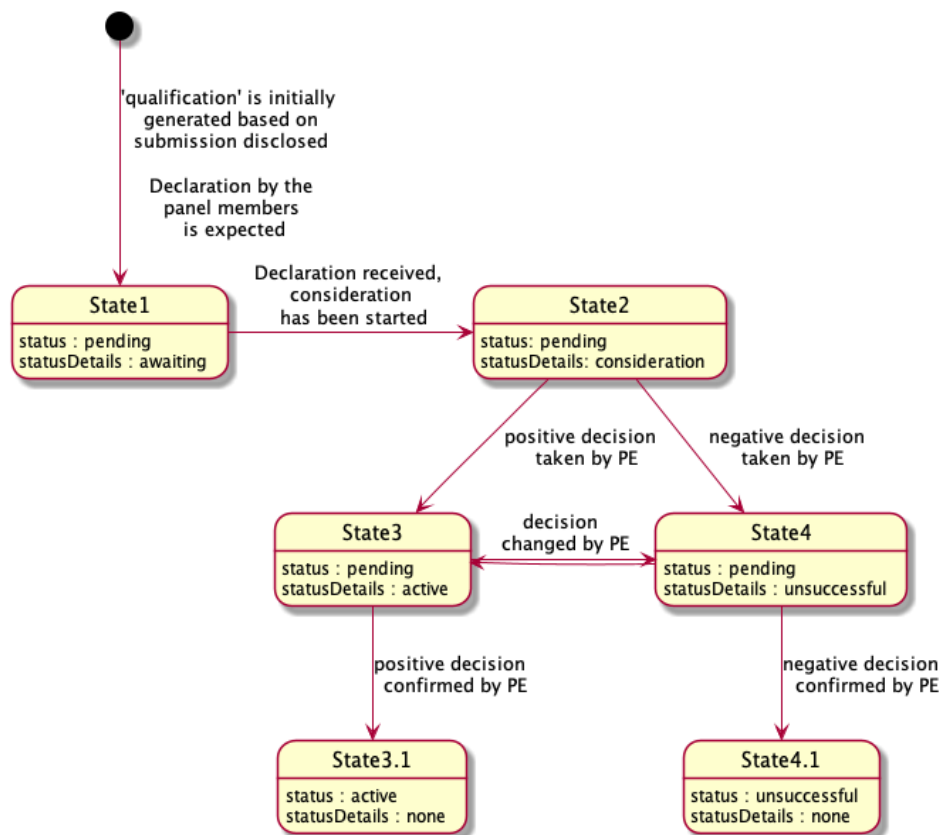 'qualification' is initially
generated based on
submission disclosed
Declaration by the
panel members
is expected
State1
status : pending
statusDetails : awaiting
Declaration received,
consideration
has been started
State2
status: pending
statusDetails: consideration
positive decision
taken by PE
negative decision
taken by PE
State3
status : pending
statusDetails : active
decision
changed by PE
State4
status : pending
statusDetails : unsuccessful
positive decision
confirmed by PE
negative decision
confirmed by PE
State3.1
status : active
statusDetails : none
State4.1
status : unsuccessful
statusDetails : none